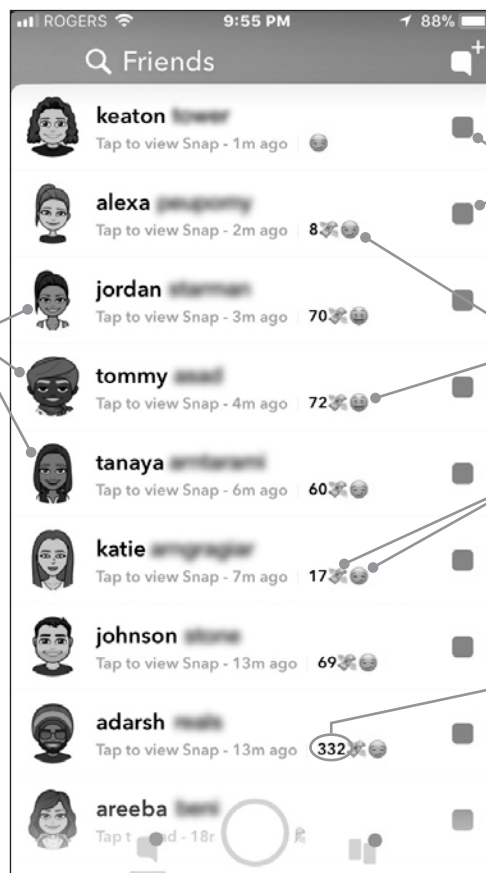 ROGERS 9:55 PM 88%
Friends
keaton
Tap to view Snap - 1m ago
alexa
Tap to view Snap - 2m ago 8
jordan
Tap to view Snap - 3m ago 70
tommy
Tap to view Snap - 4m ago 72
tanaya
Tap to view Snap - 6m ago 60
katie
Tap to view Snap - 7m ago 17
johnson
Tap to view Snap - 13m ago 69
adarsh
Tap to view Snap - 13m ago 332
areeba
Tap t d - 18